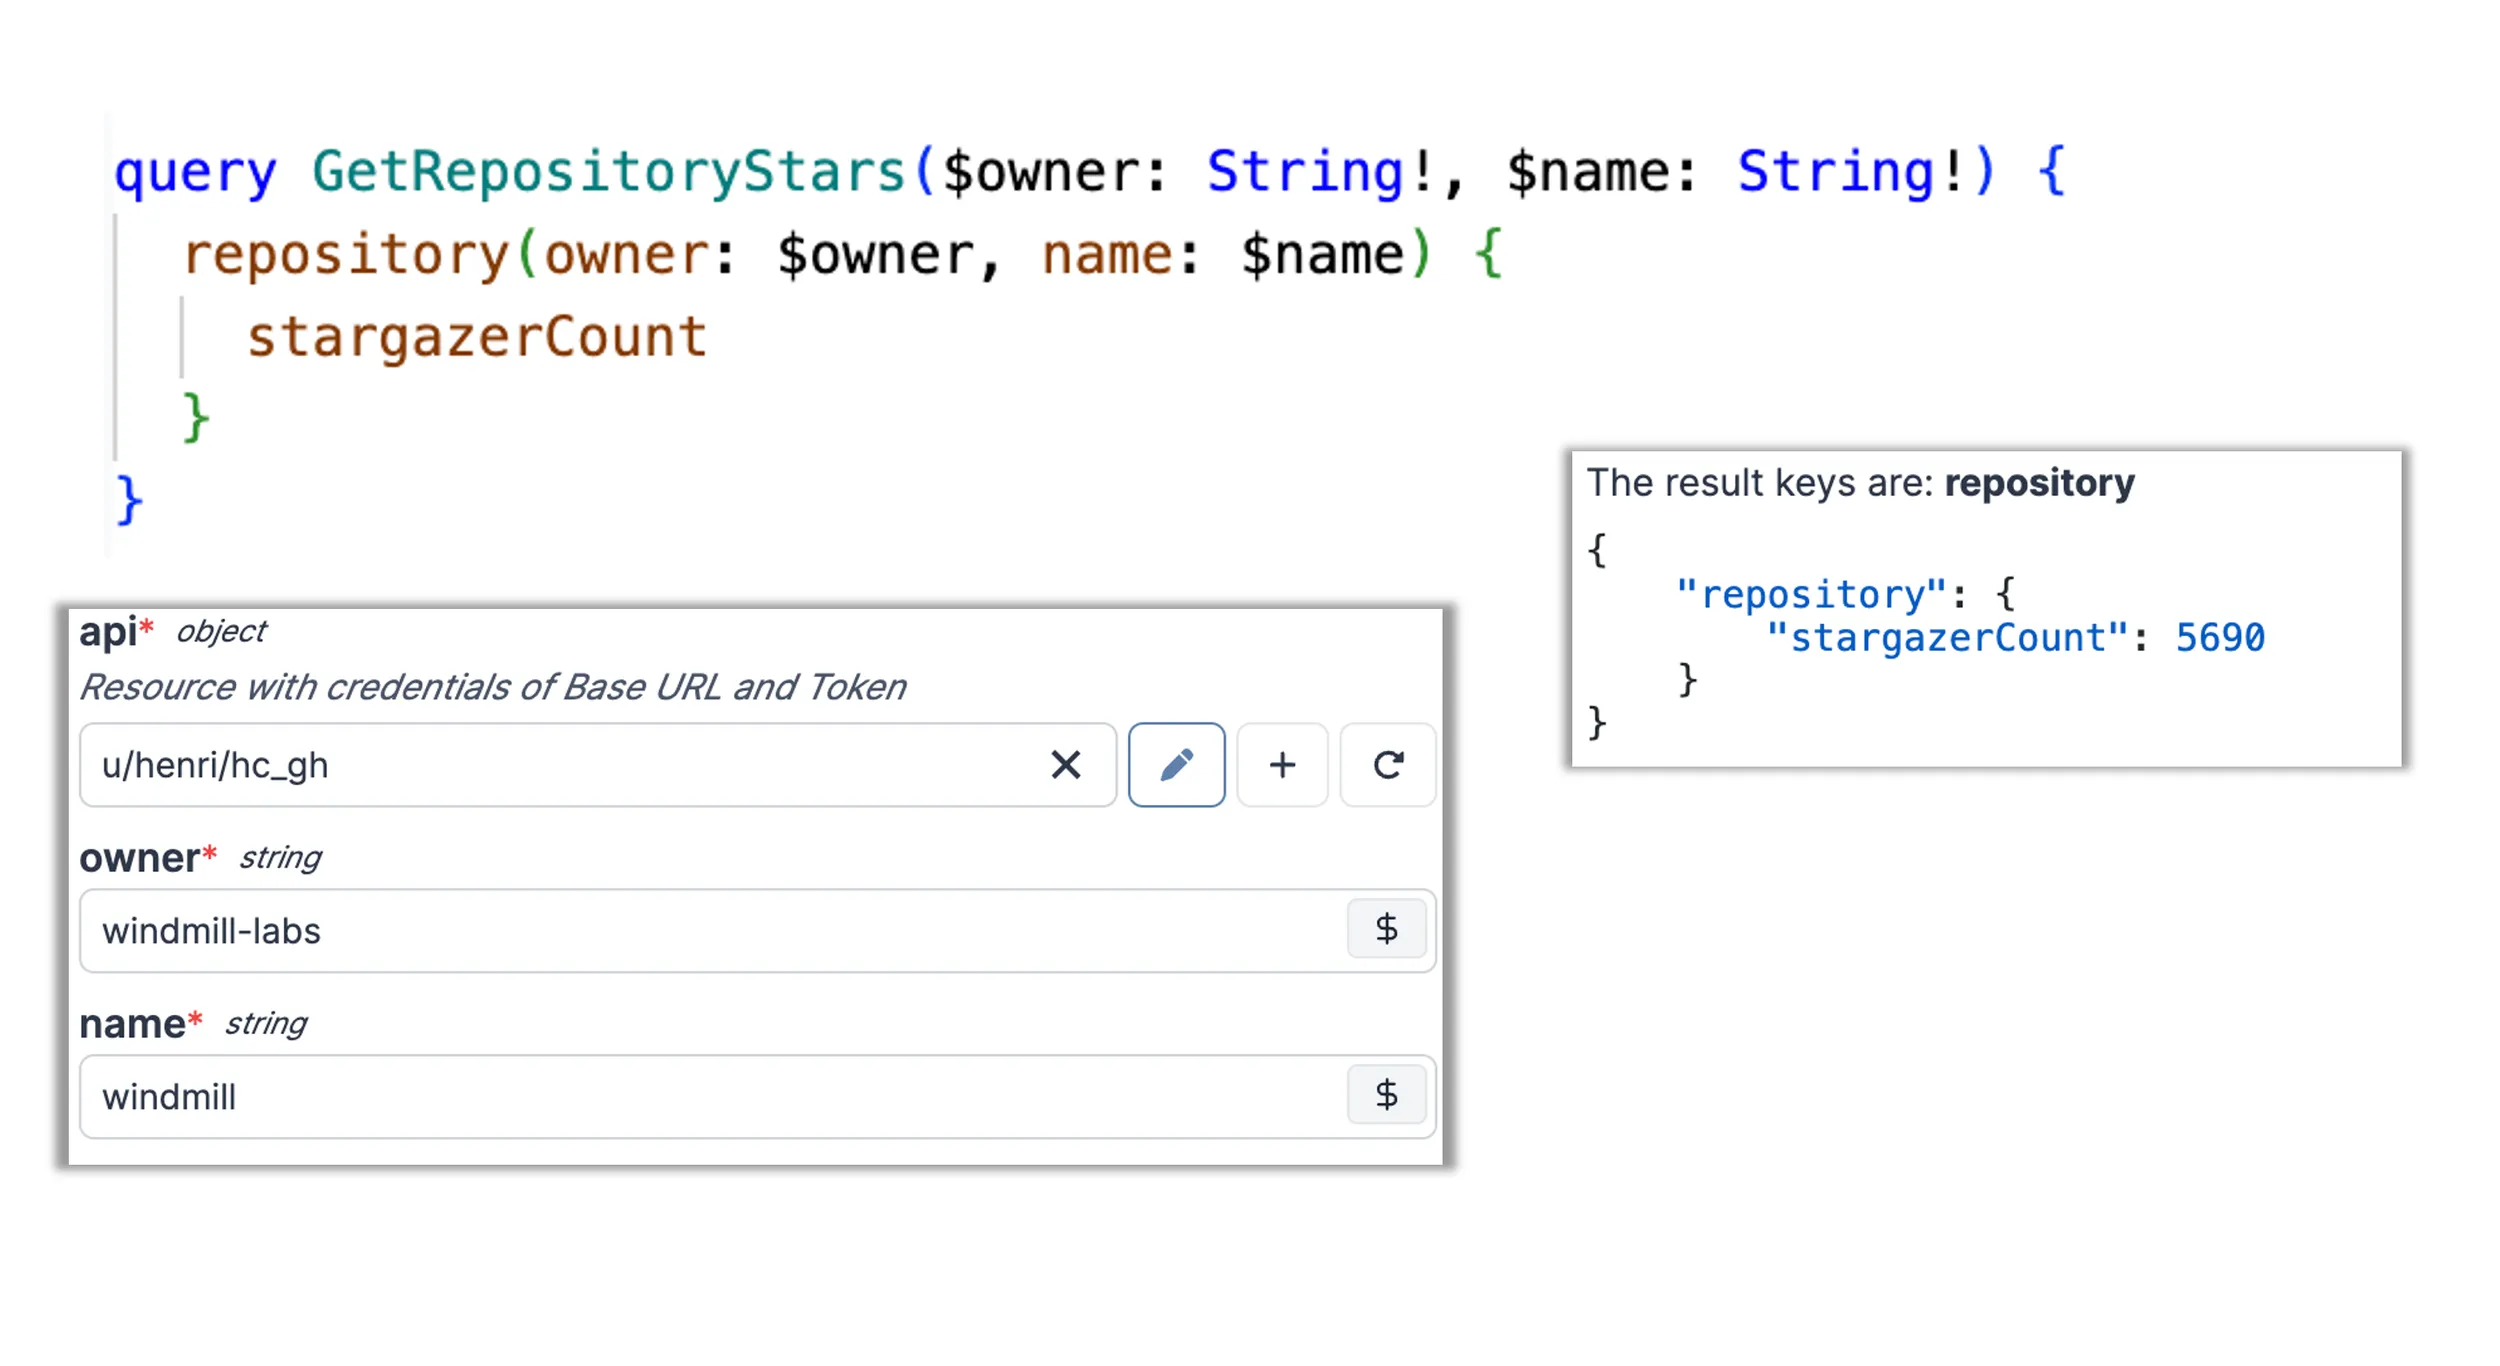 query GetRepositoryStars($owner: String!, $name: String!) {
repository(owner: $owner, name: $name) {
stargazerCount
}
}
api* object
Resource with credentials of Base URL and Token
u/henri/hc_gh
owner* string
windmill-labs
$
name* string
windmill
$
The result keys are: repository
{
"repository": {
"stargazerCount": 5690
}
}